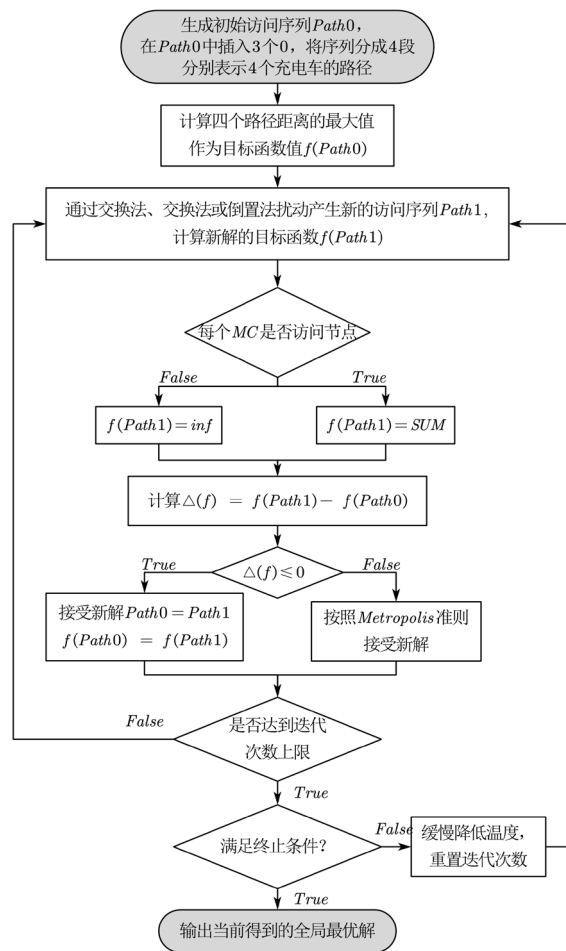 生成初始访问序列Path0,
在Path0中插入3个0，将序列分成4段
分别表示4个充电车的路径
计算四个路径距离的最大值
作为目标函数值f(Path0)
通过交换法、交换法或倒置法扰动产生新的访问序列Path1,
计算新解的目标函数f(Path1)
每个MC是否访问节点
False
True
f(Path1)=inf
f(Path1)=SUM
计算△(f) = f(Path1)− f(Path0)
True
△(f)≤0
False
接受新解Path0=Path1
f(Path0) = f(Path1)
按照Metropolis准则
接受新解
False
是否达到迭代
次数上限
True
满足终止条件?
False
缓慢降低温度,
重置迭代次数
True
输出当前得到的全局最优解